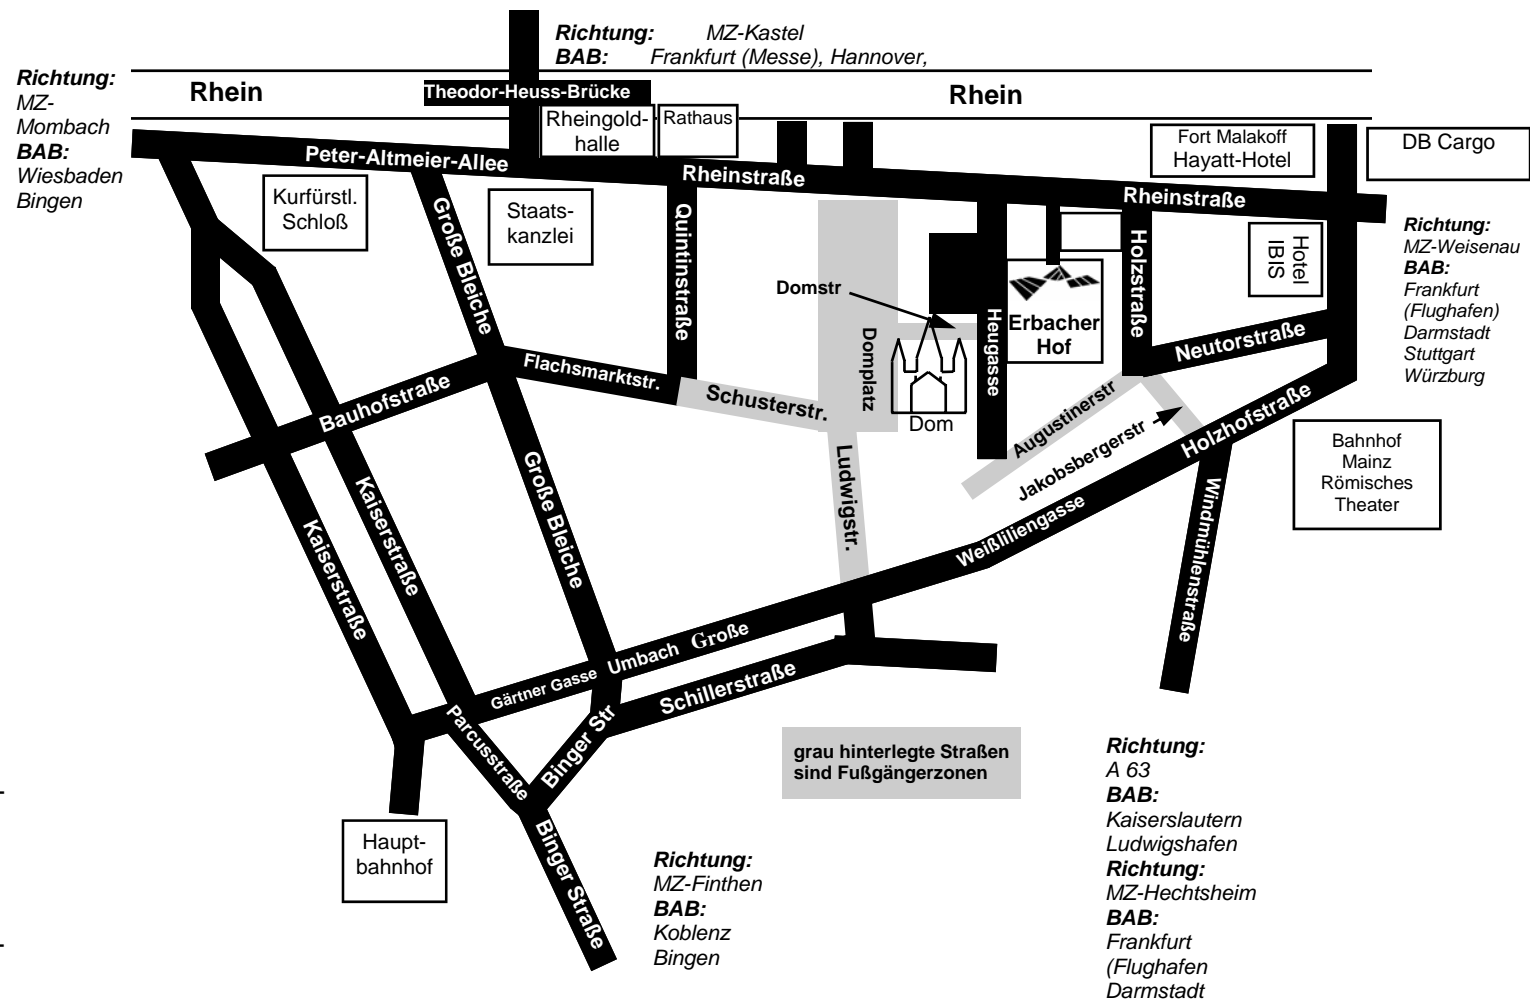 Richtung: MZ-Kastel
BAB: Frankfurt (Messe), Hannover,
Richtung:
MZ-
Mombach
BAB:
Wiesbaden
Bingen
Rhein
Theodor-Heuss-Brücke
Rhein
Rheingold-
halle
Rathaus
Fort Malakoff
Hayatt-Hotel
DB Cargo
Peter-Altmeier-Allee
Rheinstraße
Rheinstraße
Kurfürstl.
Schloß
Große Bleiche
Staats-
kanzlei
Quintinstraße
Holzstraße
Hotel
IBIS
Richtung:
MZ-Weisenau
BAB:
Frankfurt
(Flughafen)
Darmstadt
Stuttgart
Würzburg
Domstr
Domplatz
Heugasse
Erbacher
Hof
Neutorstraße
Flachsmarktstr.
Schusterstr.
Bauhofstraße
Dom
Augustinerstr
Jakobsbergerstr
Holzhofstraße
Bahnhof
Mainz
Römisches
Theater
Kaiserstraße
Kaiserstraße
Große Bleiche
Ludwigstr.
Weißliliengasse
Windmühlenstraße
Gärtner Gasse
Umbach Große
Schillerstraße
Parcusstraße
Binger Str
grau hinterlegte Straßen
sind Fußgängerzonen
Haupt-
bahnhof
Binger Straße
Richtung:
MZ-Finthen
BAB:
Koblenz
Bingen
Richtung:
A 63
BAB:
Kaiserslautern
Ludwigshafen
Richtung:
MZ-Hechtsheim
BAB:
Frankfurt
(Flughafen
Darmstadt